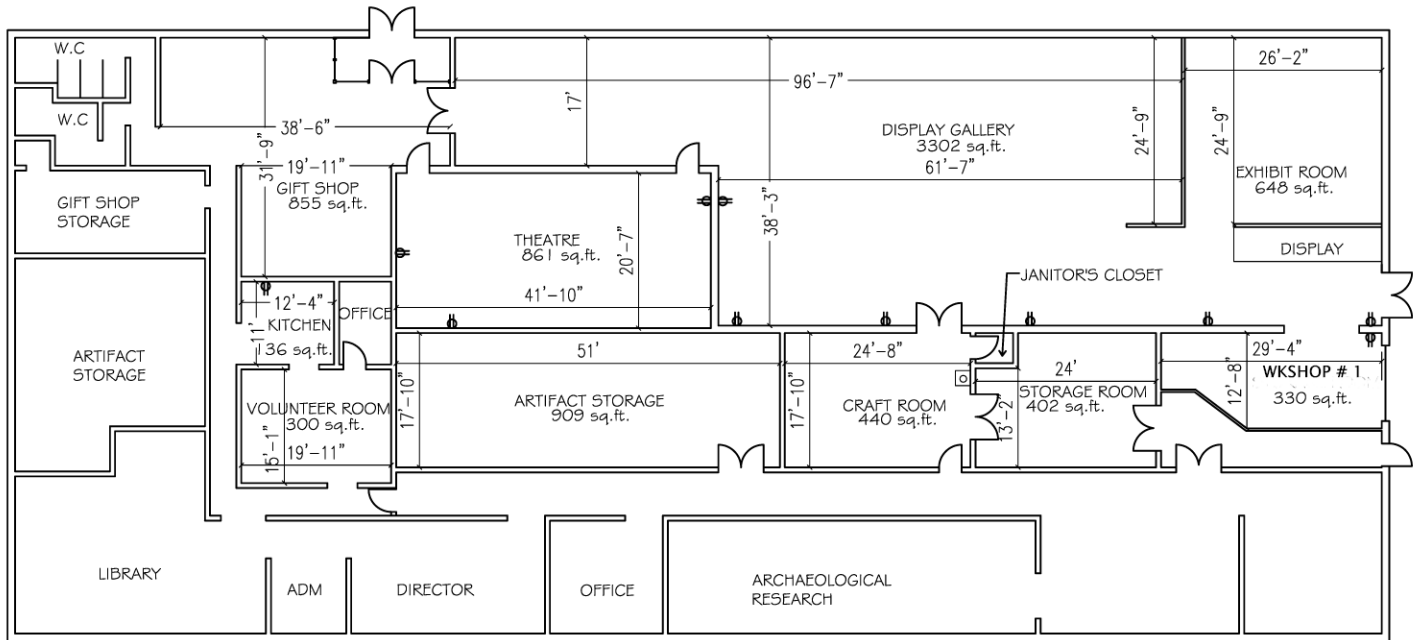 W.C
W.C
38'-6"
31'-9"
19'-11"
GIFT SHOP
855 sq.ft.
GIFT SHOP
STORAGE
17'
96'-7"
DISPLAY GALLERY
3302 sq.ft.
61'-7"
38'-3"
24'-9"
24'-9"
26'-2"
EXHIBIT ROOM
648 sq.ft.
DISPLAY
THEATRE
861 sq.ft.
20'-7"
41'-10"
JANITOR'S CLOSET
12'-4"
11'
KITCHEN
136 sq.ft.
OFFICE
ARTIFACT
STORAGE
VOLUNTEER ROOM
300 sq.ft.
15'-1"
19'-11"
51'
17'-10"
ARTIFACT STORAGE
909 sq.ft.
24'-8"
17'-10"
CRAFT ROOM
440 sq.ft.
24'
13'-2"
STORAGE ROOM
402 sq.ft.
29'-4"
12'-8"
WKSHOP # 1
330 sq.ft.
LIBRARY
ADM
DIRECTOR
OFFICE
ARCHAEOLOGICAL
RESEARCH